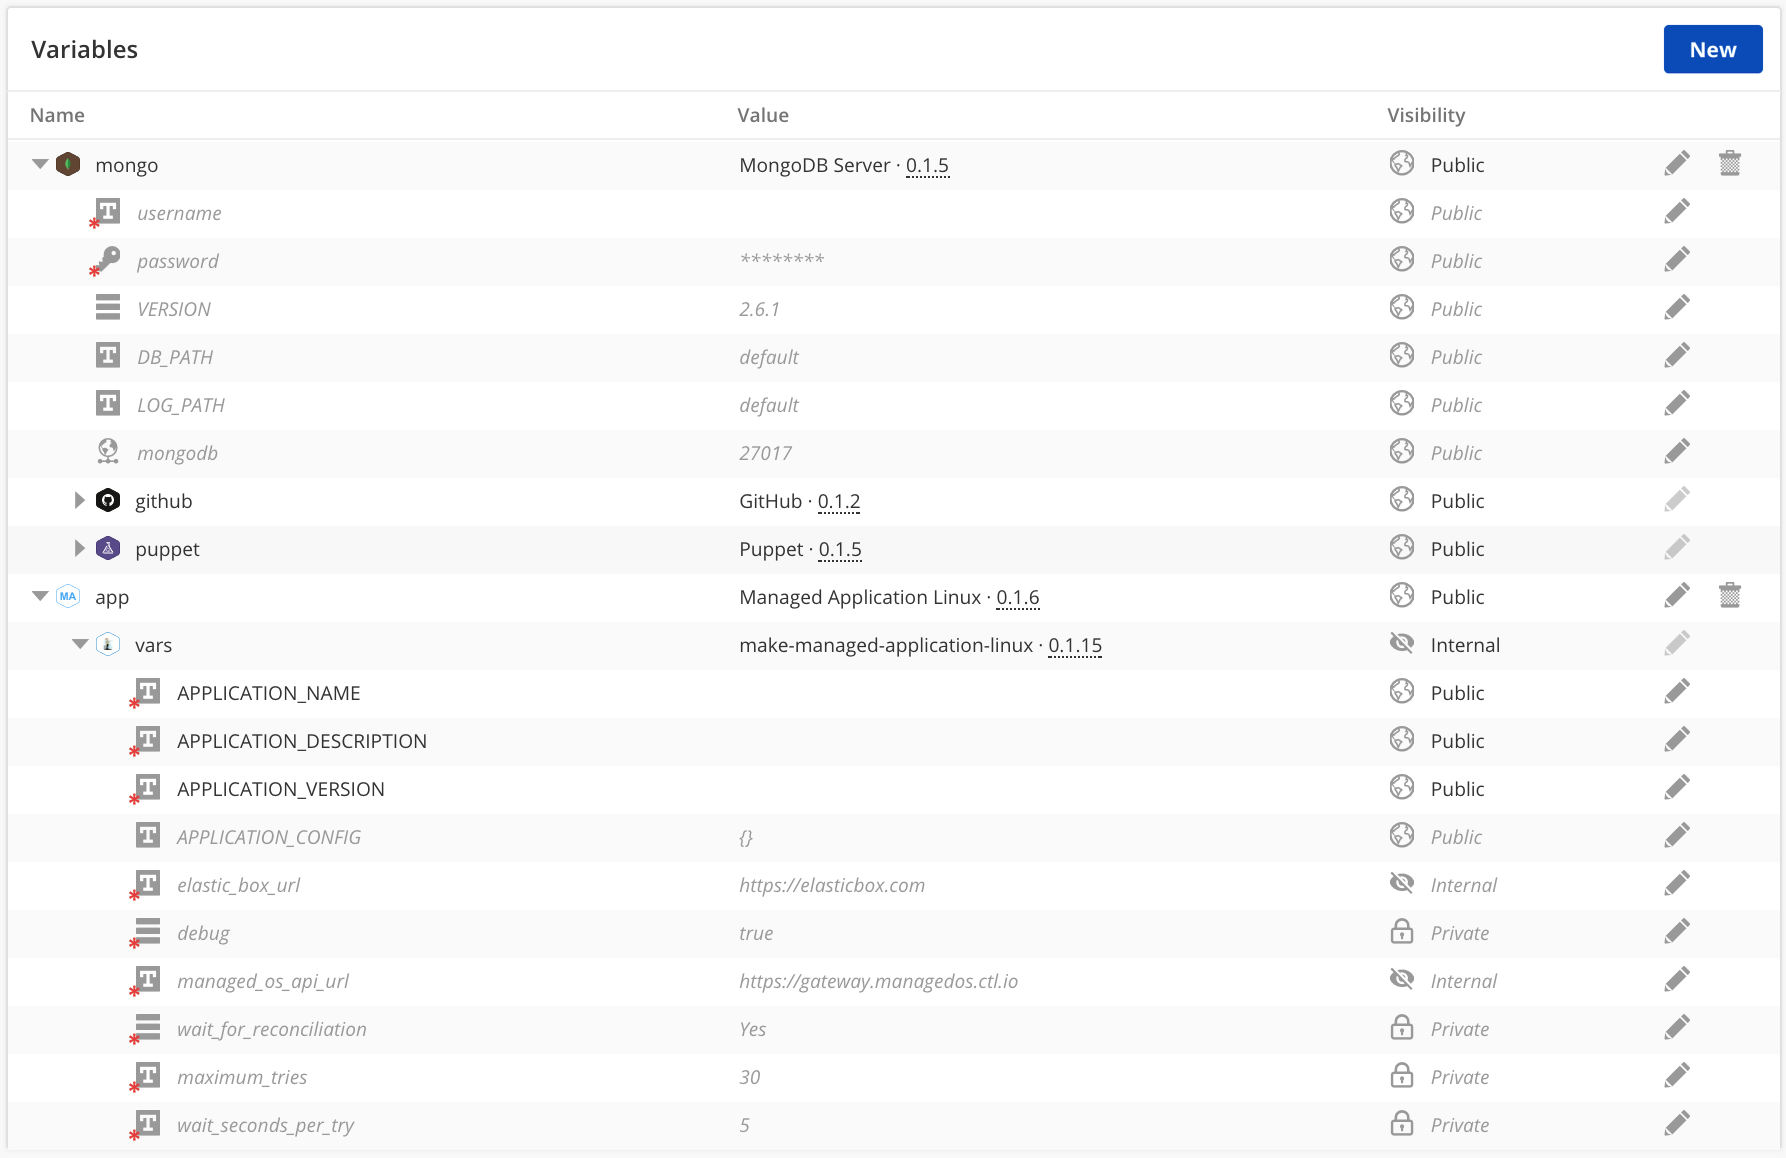 Variables
New
Name Value Visibility
mongo MongoDB Server · 0.1.5 Public
* username Public
* password ******** Public
VERSION 2.6.1 Public
DB_PATH default Public
LOG_PATH default Public
mongodb 27017 Public
github GitHub · 0.1.2 Public
puppet Puppet · 0.1.5 Public
MA app Managed Application Linux · 0.1.6 Public
vars make-managed-application-linux · 0.1.15 Internal
* APPLICATION_NAME Public
* APPLICATION_DESCRIPTION Public
* APPLICATION_VERSION Public
APPLICATION_CONFIG {} Public
* elastic_box_url https://elasticbox.com Internal
* debug true Private
* managed_os_api_url https://gateway.managedos.ctl.io Internal
* wait_for_reconciliation Yes Private
* maximum_tries 30 Private
* wait_seconds_per_try 5 Private